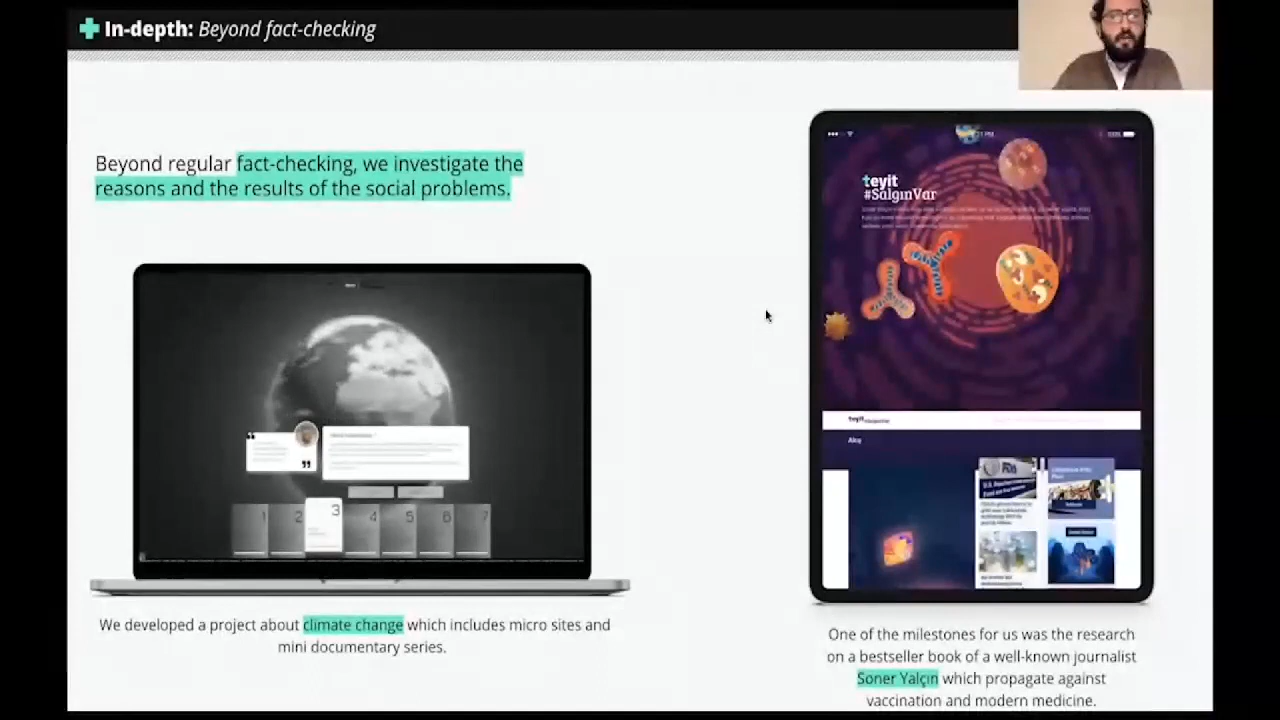 In-depth: Beyond fact-checking
Beyond regular fact-checking, we investigate the
reasons and the results of the social problems.
teyit
#SalgınVar
FDA
1
3
4
5
6
7
We developed a project about climate change which includes micro sites and
mini documentary series.
One of the milestones for us was the research
on a bestseller book of a well-known journalist
Soner Yalçın which propagate against
vaccination and modern medicine.